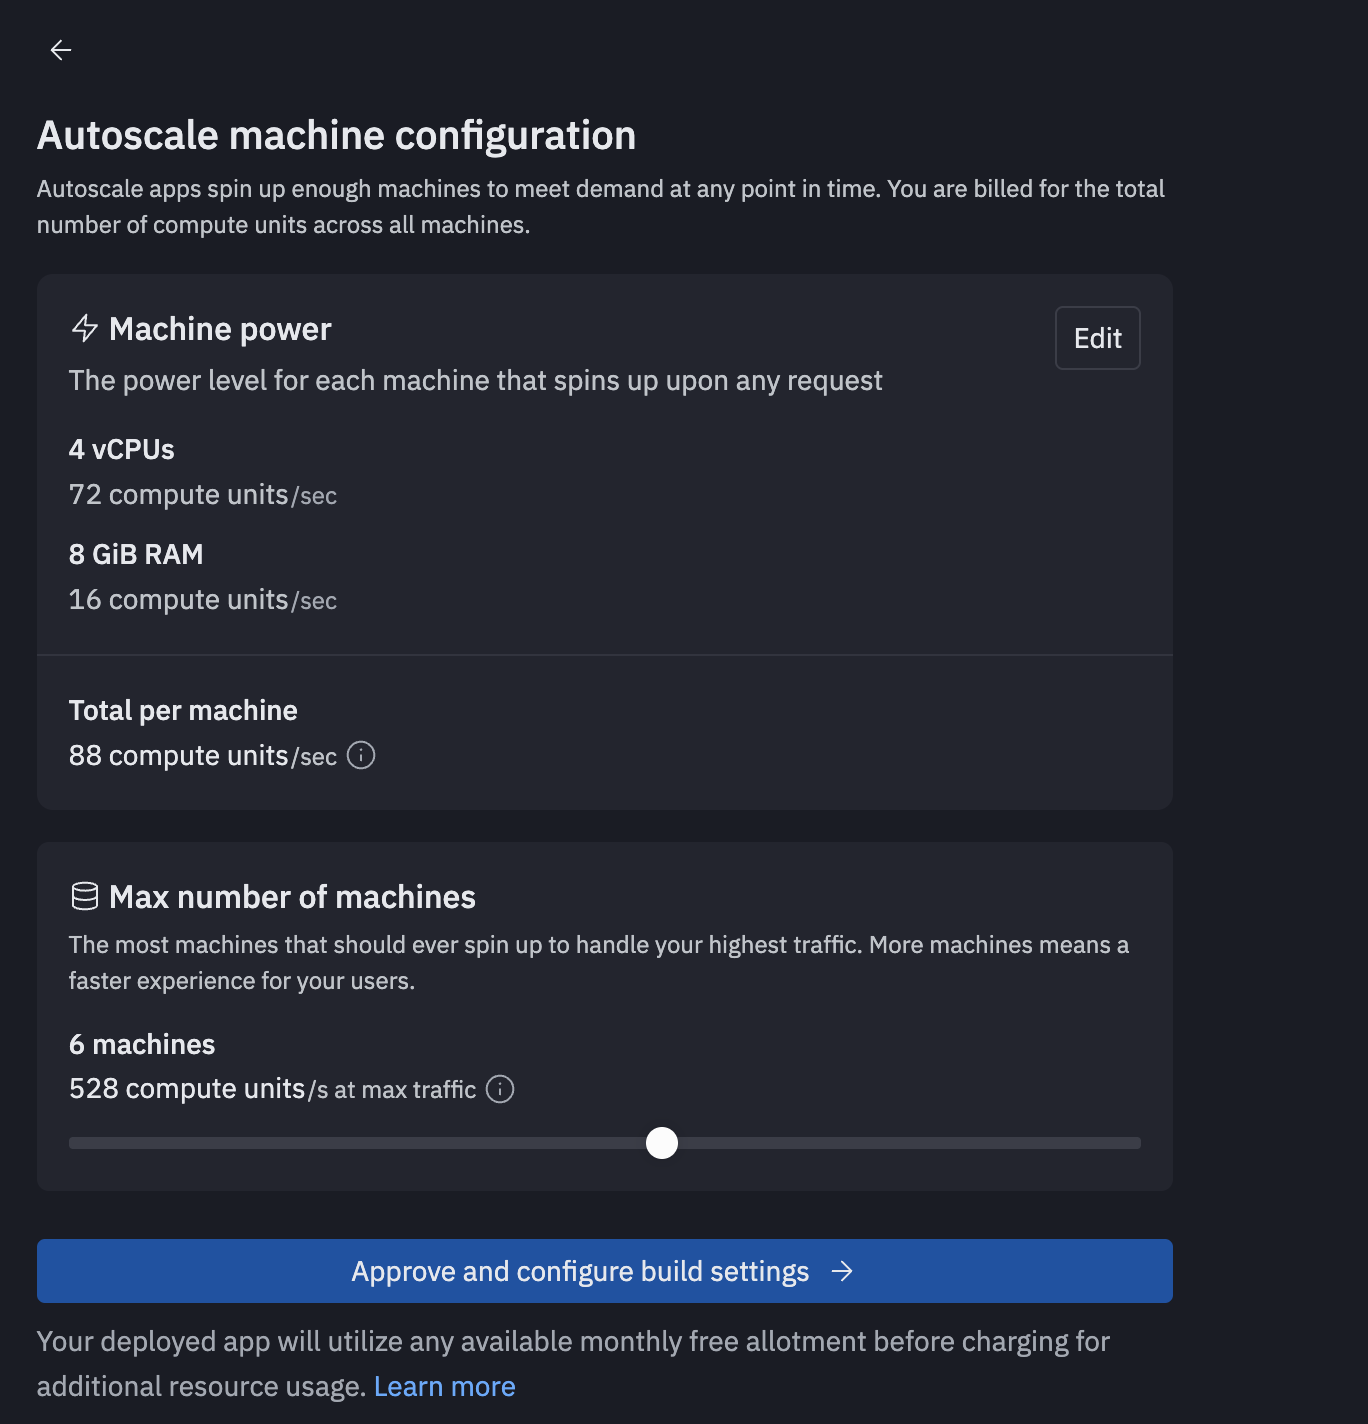 Autoscale machine configuration
Autoscale apps spin up enough machines to meet demand at any point in time. You are billed for the total
number of compute units across all machines.
Machine power
Edit
The power level for each machine that spins up upon any request
4 vCPUs
72 compute units/sec
8 GiB RAM
16 compute units/sec
Total per machine
88 compute units/sec
Max number of machines
The most machines that should ever spin up to handle your highest traffic. More machines means a
faster experience for your users.
6 machines
528 compute units/s at max traffic
Approve and configure build settings
Your deployed app will utilize any available monthly free allotment before charging for
additional resource usage. Learn more